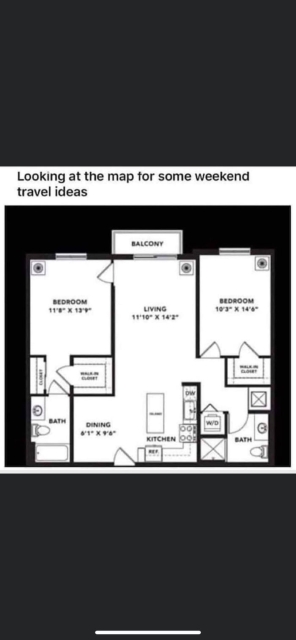 Looking at the map for some weekend
travel ideas
BALCONY
BEDROOM
11'8" X 13'9"
LIVING
11'10" X 14'2"
BEDROOM
10'3" X 14'6"
CLOSET
WALK-IN
CLOSET
WALK-IN
CLOSET
BATH
DINING
6'1" X 9'6"
ISLAND
KITCHEN
DW
REF.
W/D
BATH